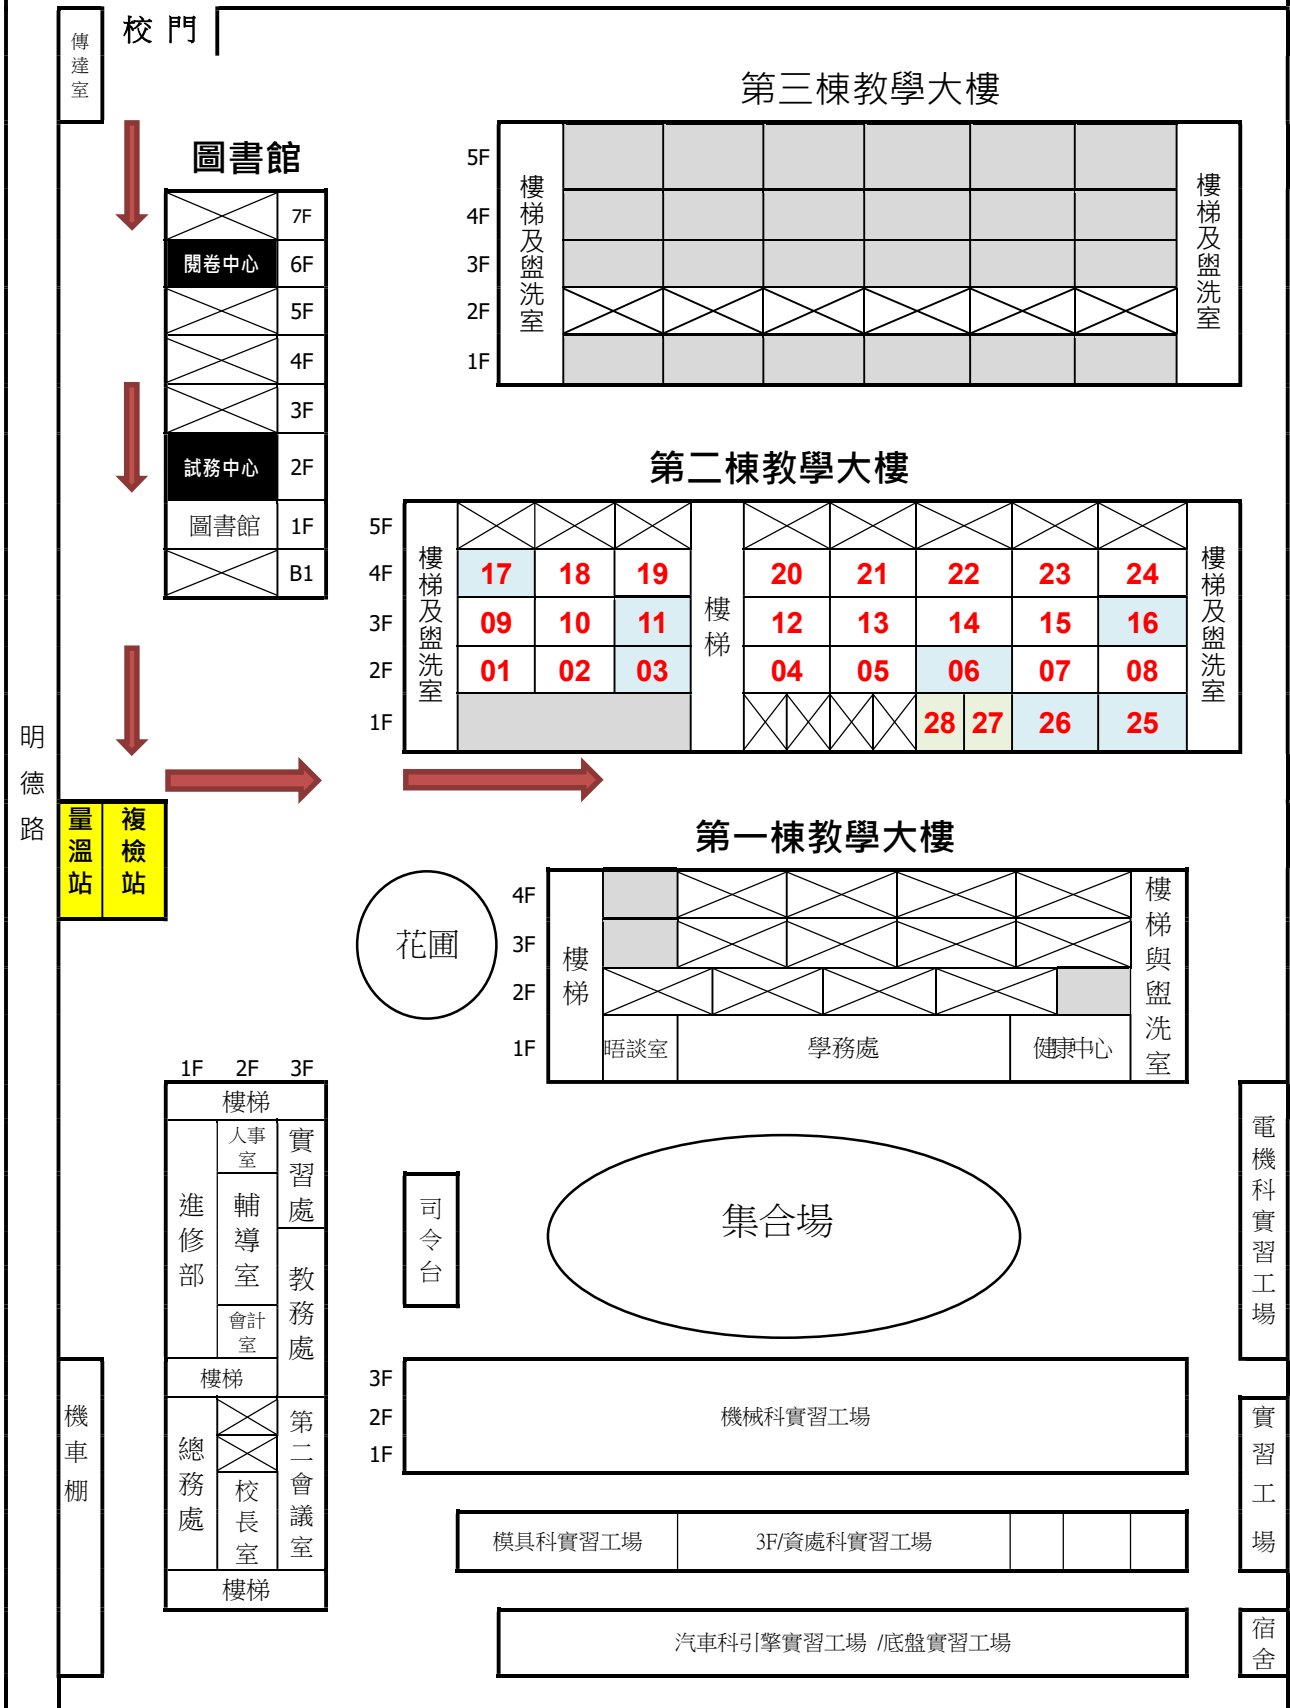 傳達室
校門
第三棟教學大樓
圖書館
7F
閱卷中心 6F
5F
4F
3F
試務中心 2F
圖書館 1F
B1
5F
4F
3F
2F
1F
樓梯及盥洗室
樓梯及盥洗室
第二棟教學大樓
5F
4F 17 18 19 20 21 22 23 24
3F 09 10 11 12 13 14 15 16
2F 01 02 03 04 05 06 07 08
1F 28 27 26 25
樓梯及盥洗室
樓梯
樓梯及盥洗室
明德路
量溫站
複檢站
第一棟教學大樓
花圃
4F
3F
2F
1F
樓梯
晤談室 學務處 健康中心
樓梯與盥洗室
1F 2F 3F
樓梯
進修部
人事室
輔導室
會計室
實習處
教務處
樓梯
總務處
校長室
第二會議室
樓梯
司令台
集合場
電機科實習工場
機車棚
3F
2F
1F
機械科實習工場
實習工場
模具科實習工場 3F/資處科實習工場
汽車科引擎實習工場 /底盤實習工場
宿舍